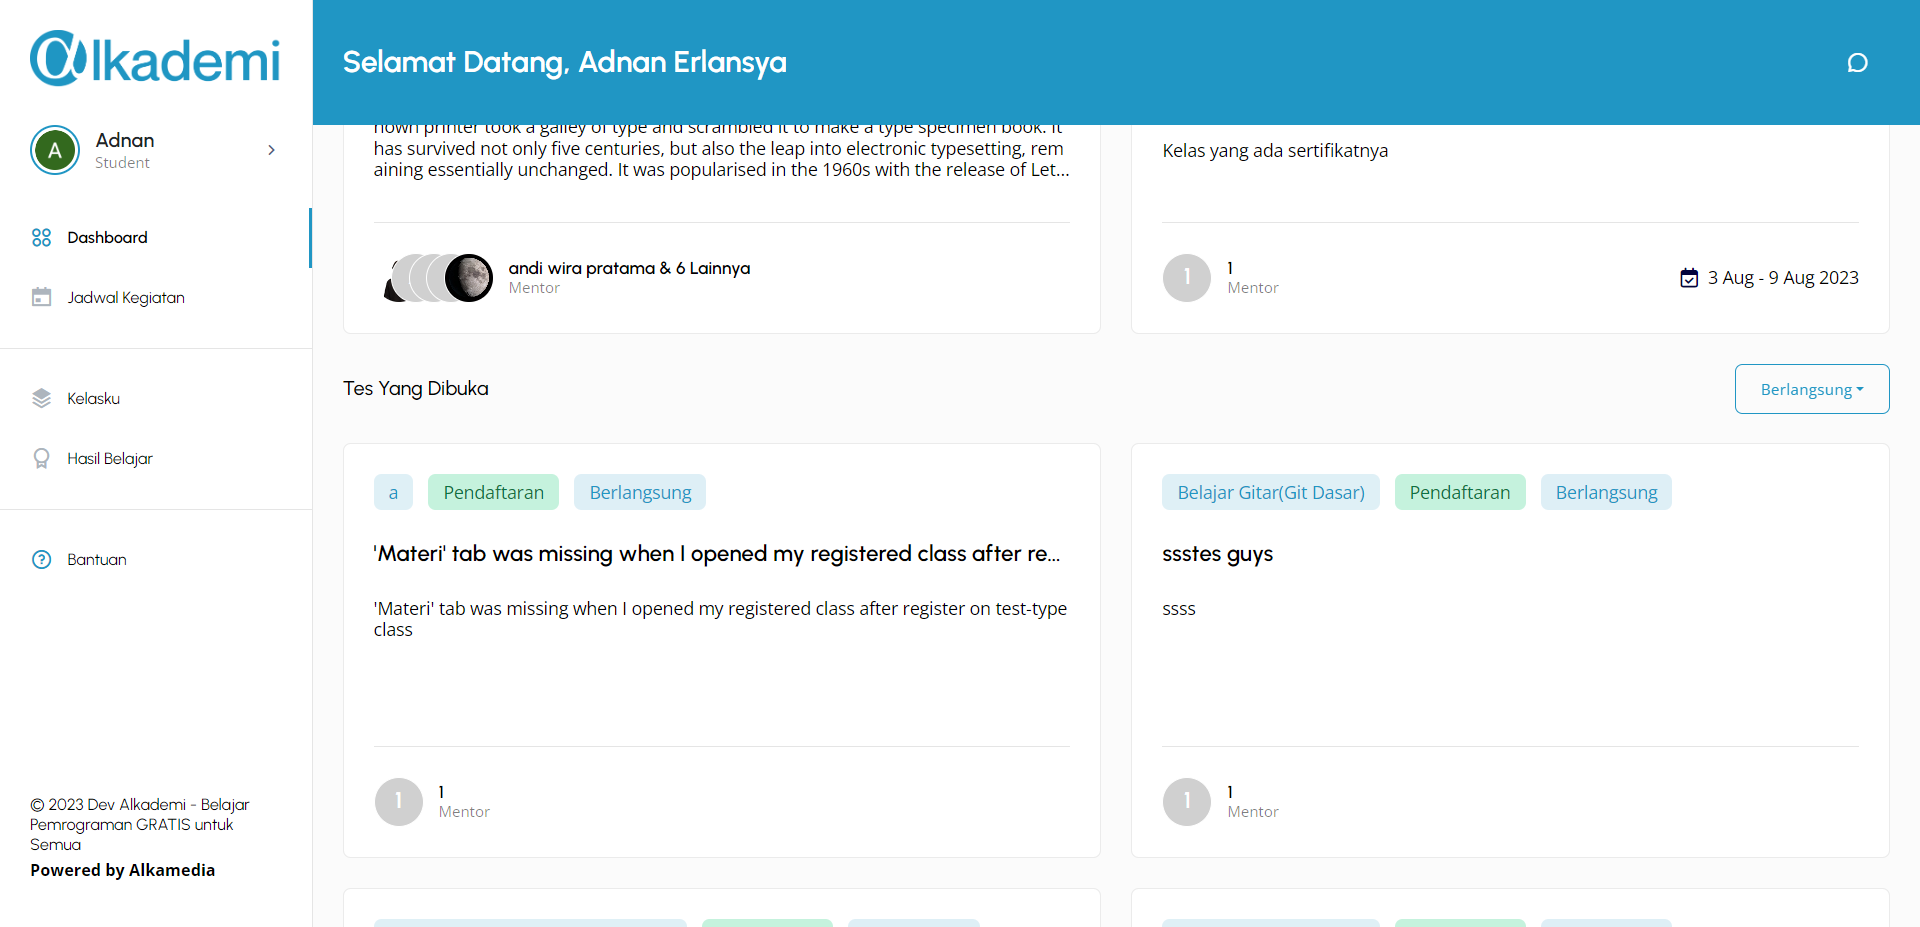 αlkademi
Selamat Datang, Adnan Erlansya
A
Adnan
Student
Dashboard
Jadwal Kegiatan
Kelasku
Hasil Belajar
Bantuan
© 2023 Dev Alkademi - Belajar
Pemrograman GRATIS untuk
Semua
Powered by Alkamedia
nown printer took a galley of type and scrambled it to make a type specimen book. It
has survived not only five centuries, but also the leap into electronic typesetting, rem
aining essentially unchanged. It was popularised in the 1960s with the release of Let...
andi wira pratama & 6 Lainnya
Mentor
Kelas yang ada sertifikatnya
1
1
Mentor
3 Aug - 9 Aug 2023
Tes Yang Dibuka
Berlangsung
a
Pendaftaran
Berlangsung
'Materi' tab was missing when I opened my registered class after re...
'Materi' tab was missing when I opened my registered class after register on test-type
class
1
1
Mentor
Belajar Gitar(Git Dasar)
Pendaftaran
Berlangsung
ssstes guys
ssss
1
1
Mentor